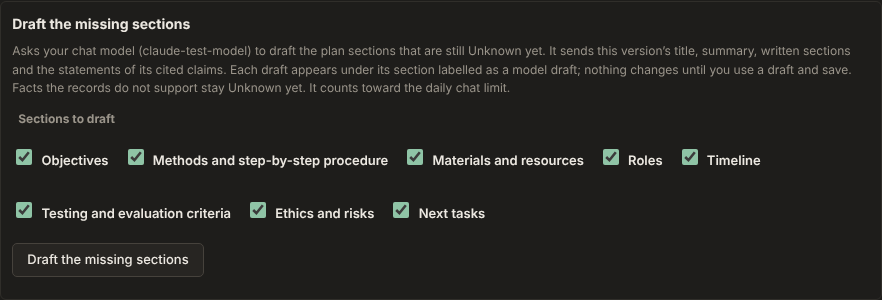 Draft the missing sections
Asks your chat model (claude-test-model) to draft the plan sections that are still Unknown yet. It sends this version's title, summary, written sections
and the statements of its cited claims. Each draft appears under its section labelled as a model draft; nothing changes until you use a draft and save.
Facts the records do not support stay Unknown yet. It counts toward the daily chat limit.
Sections to draft
Objectives Methods and step-by-step procedure Materials and resources Roles Timeline
Testing and evaluation criteria Ethics and risks Next tasks
Draft the missing sections